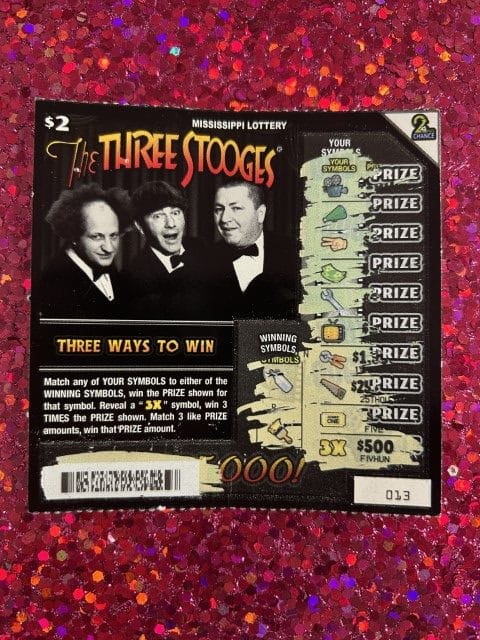 $2
MISSISSIPPI LOTTERY
2nd CHANCE
The THREE STOOGES
YOUR
SYMBOLS
YOUR
SYMBOLS
PRIZE
PRIZE
PRIZE
PRIZE
PRIZE
PRIZE
PRIZE
PRIZE
PRIZE
THREE WAYS TO WIN
Match any of YOUR SYMBOLS to either of the
WINNING SYMBOLS, win the PRIZE shown for
that symbol. Reveal a "3X" symbol, win 3
TIMES the PRIZE shown. Match 3 like PRIZE
amounts, win that PRIZE amount.
WINNING
SYMBOLS
SYMBOLS
3X $500
FIVHUN
000!
013